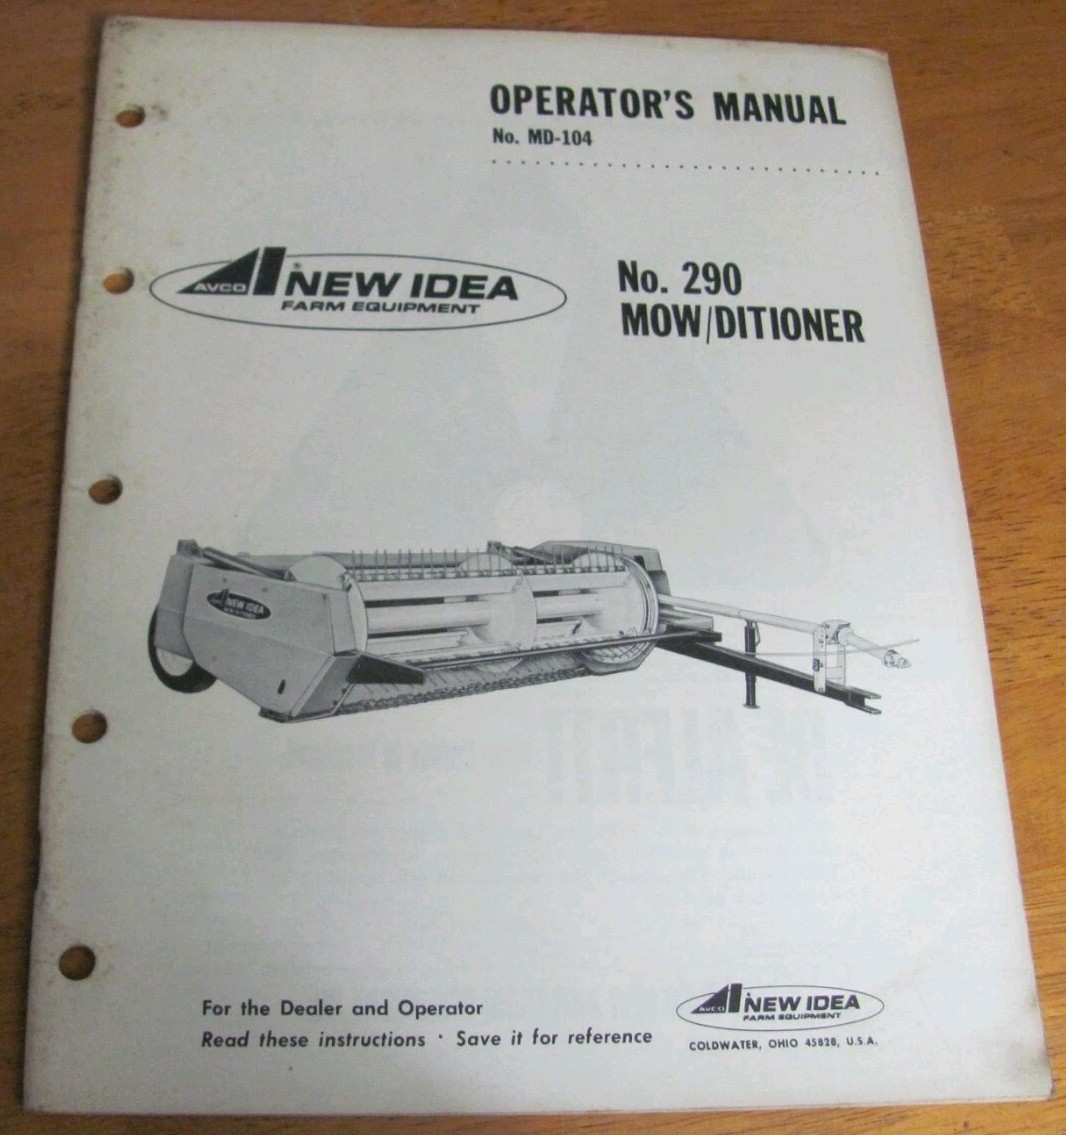 OPERATOR'S MANUAL
No. MD-104
AVCO NEW IDEA
FARM EQUIPMENT
No. 290
MOW/DITIONER
NEW IDEA
For the Dealer and Operator
Read these instructions · Save it for reference
AVCO NEW IDEA
FARM EQUIPMENT
COLDWATER, OHIO 45828, U.S.A.